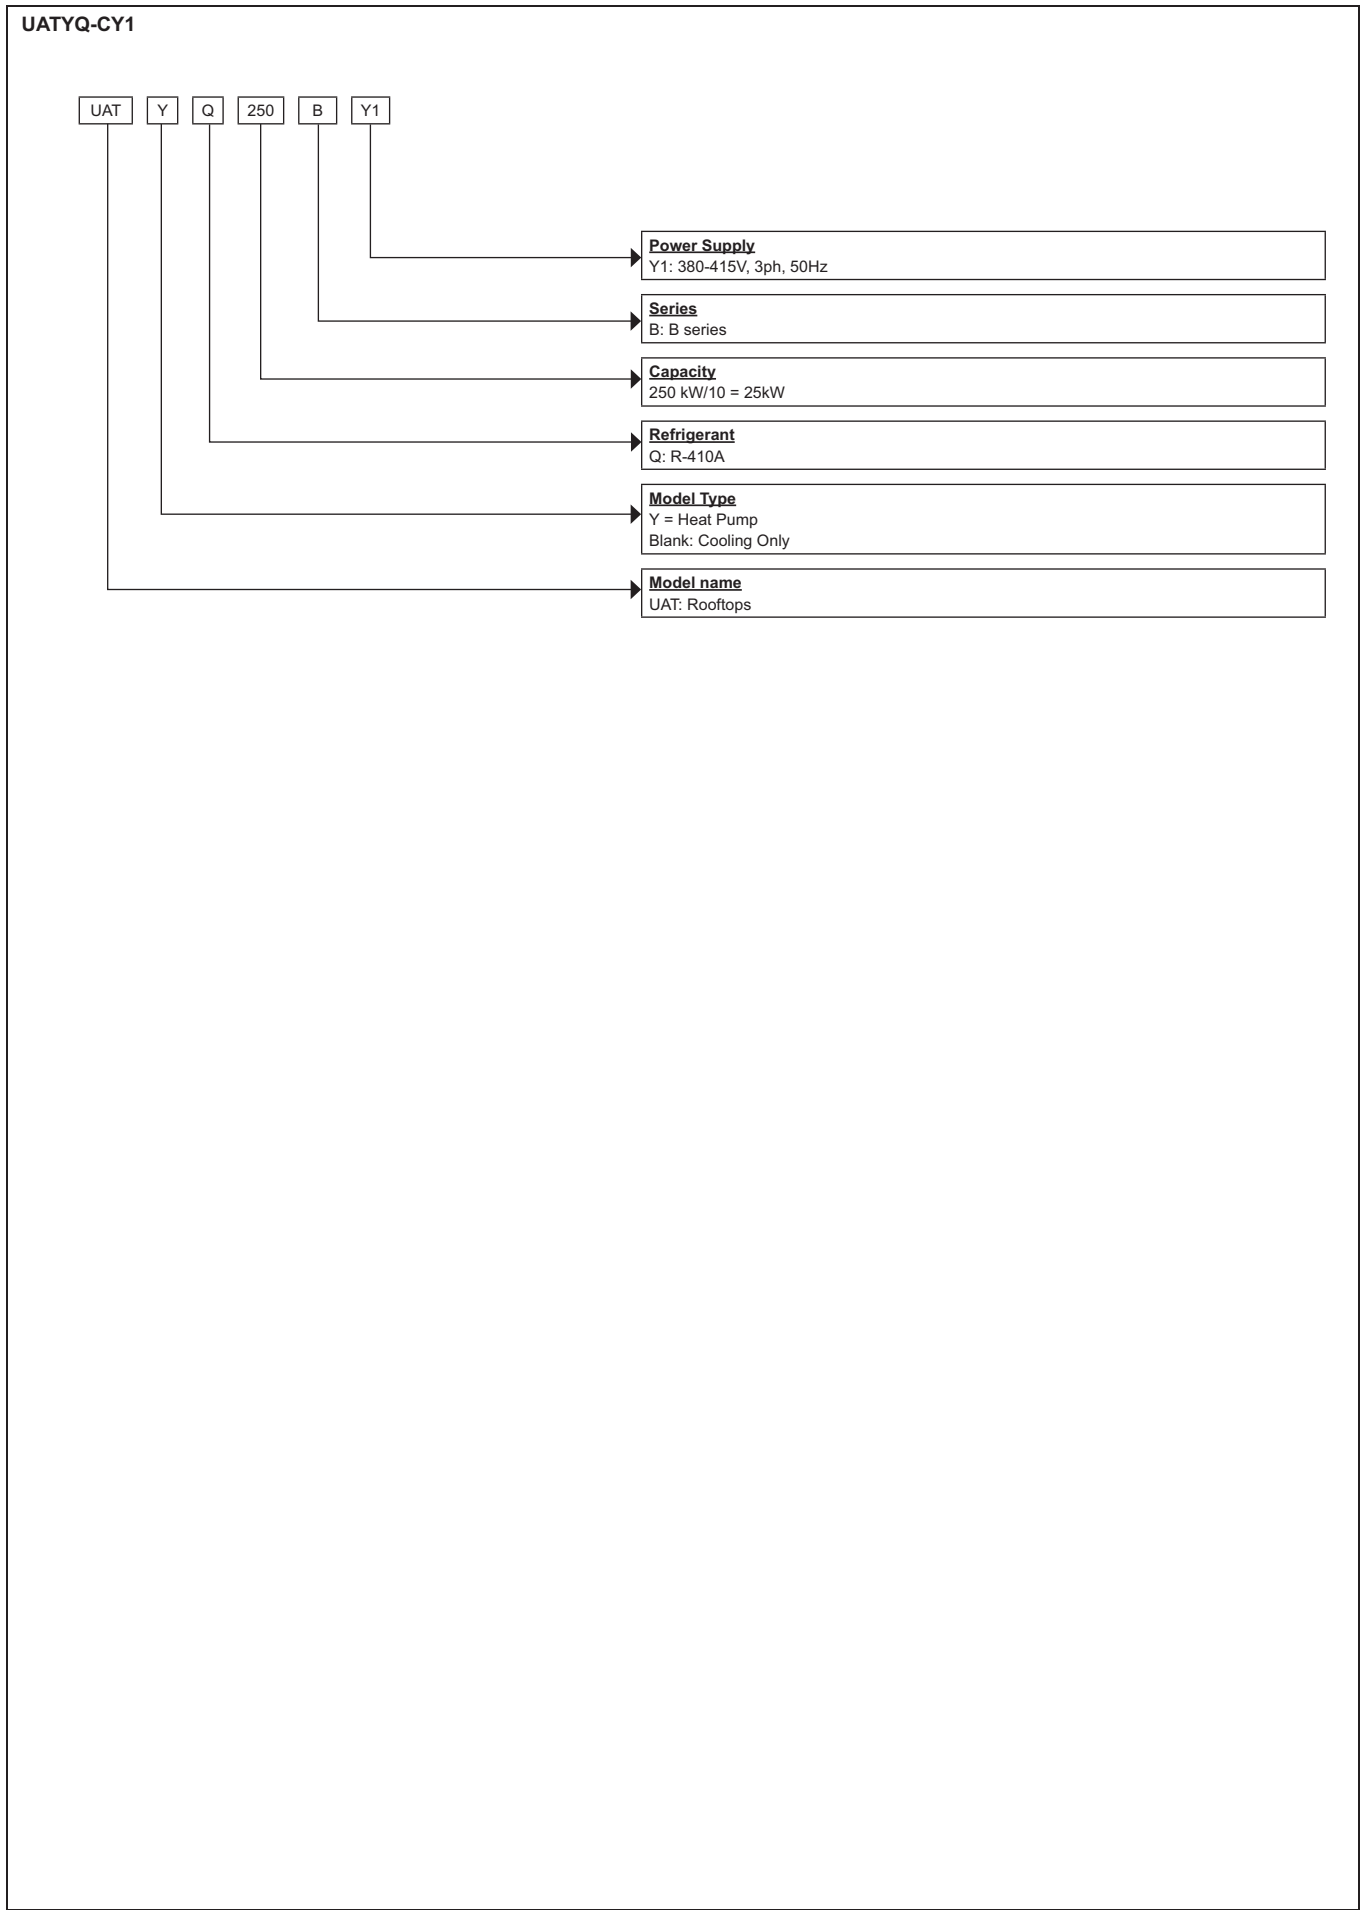 UATYQ-CY1
UAT Y Q 250 B Y1
Power Supply
Y1: 380-415V, 3ph, 50Hz
Series
B: B series
Capacity
250 kW/10 = 25kW
Refrigerant
Q: R-410A
Model Type
Y = Heat Pump
Blank: Cooling Only
Model name
UAT: Rooftops